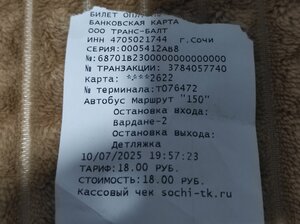 БИЛЕТ ОПЛАЧЕН
БАНКОВСКАЯ КАРТА
ООО ТРАНС-БАЛТ
ИНН 4705021744 г.Сочи
СЕРИЯ:0005412АВ8
№:68701В2300000000000000
№ ТРАНЗАКЦИИ: 3784057740
Карта: ****2622
№ терминала:Т076472
Автобус Маршрут "150"
Остановка входа:
Вардане-2
Остановка выхода:
Детляжка
10/07/2025 19:57:23
ТАРИФ:18.00 РУБ.
СТОИМОСТЬ:18.00 РУБ.
Кассовый чек sochi-tk.ru